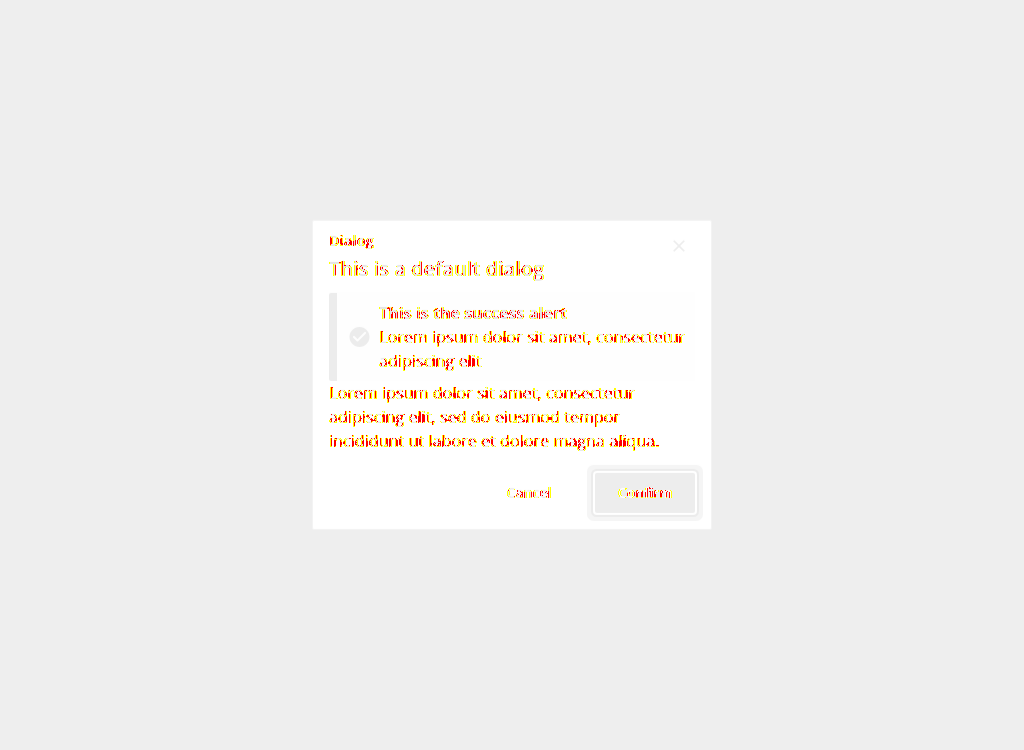 Dialog
This is a default dialog
This is the success alert
Lorem ipsum dolor sit amet, consectetur
adipiscing elit
Lorem ipsum dolor sit amet, consectetur
adipiscing elit, sed do eiusmod tempor
incididunt ut labore et dolore magna aliqua.
Cancel
Confirm